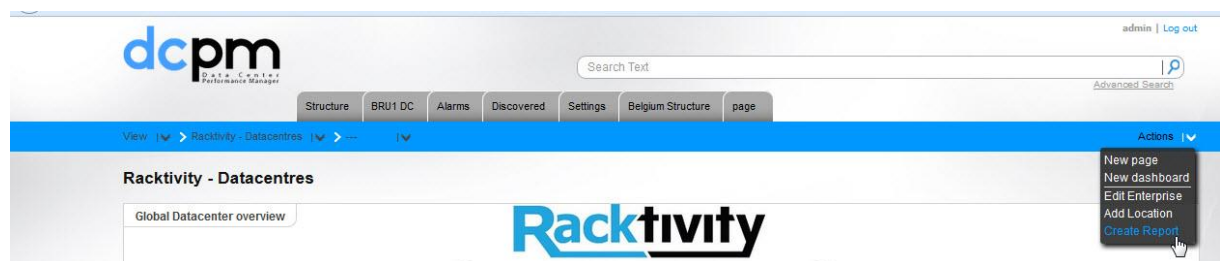 admin | Log out
dcpm
Data Center
Performance Manager
Search Text
Advanced Search
Structure BRU1 DC Alarms Discovered Settings Belgium Structure page
View Racktivity - Datacentres --- Actions
New page
New dashboard
Edit Enterprise
Add Location
Create Report
Racktivity - Datacentres
Global Datacenter overview
Racktivity